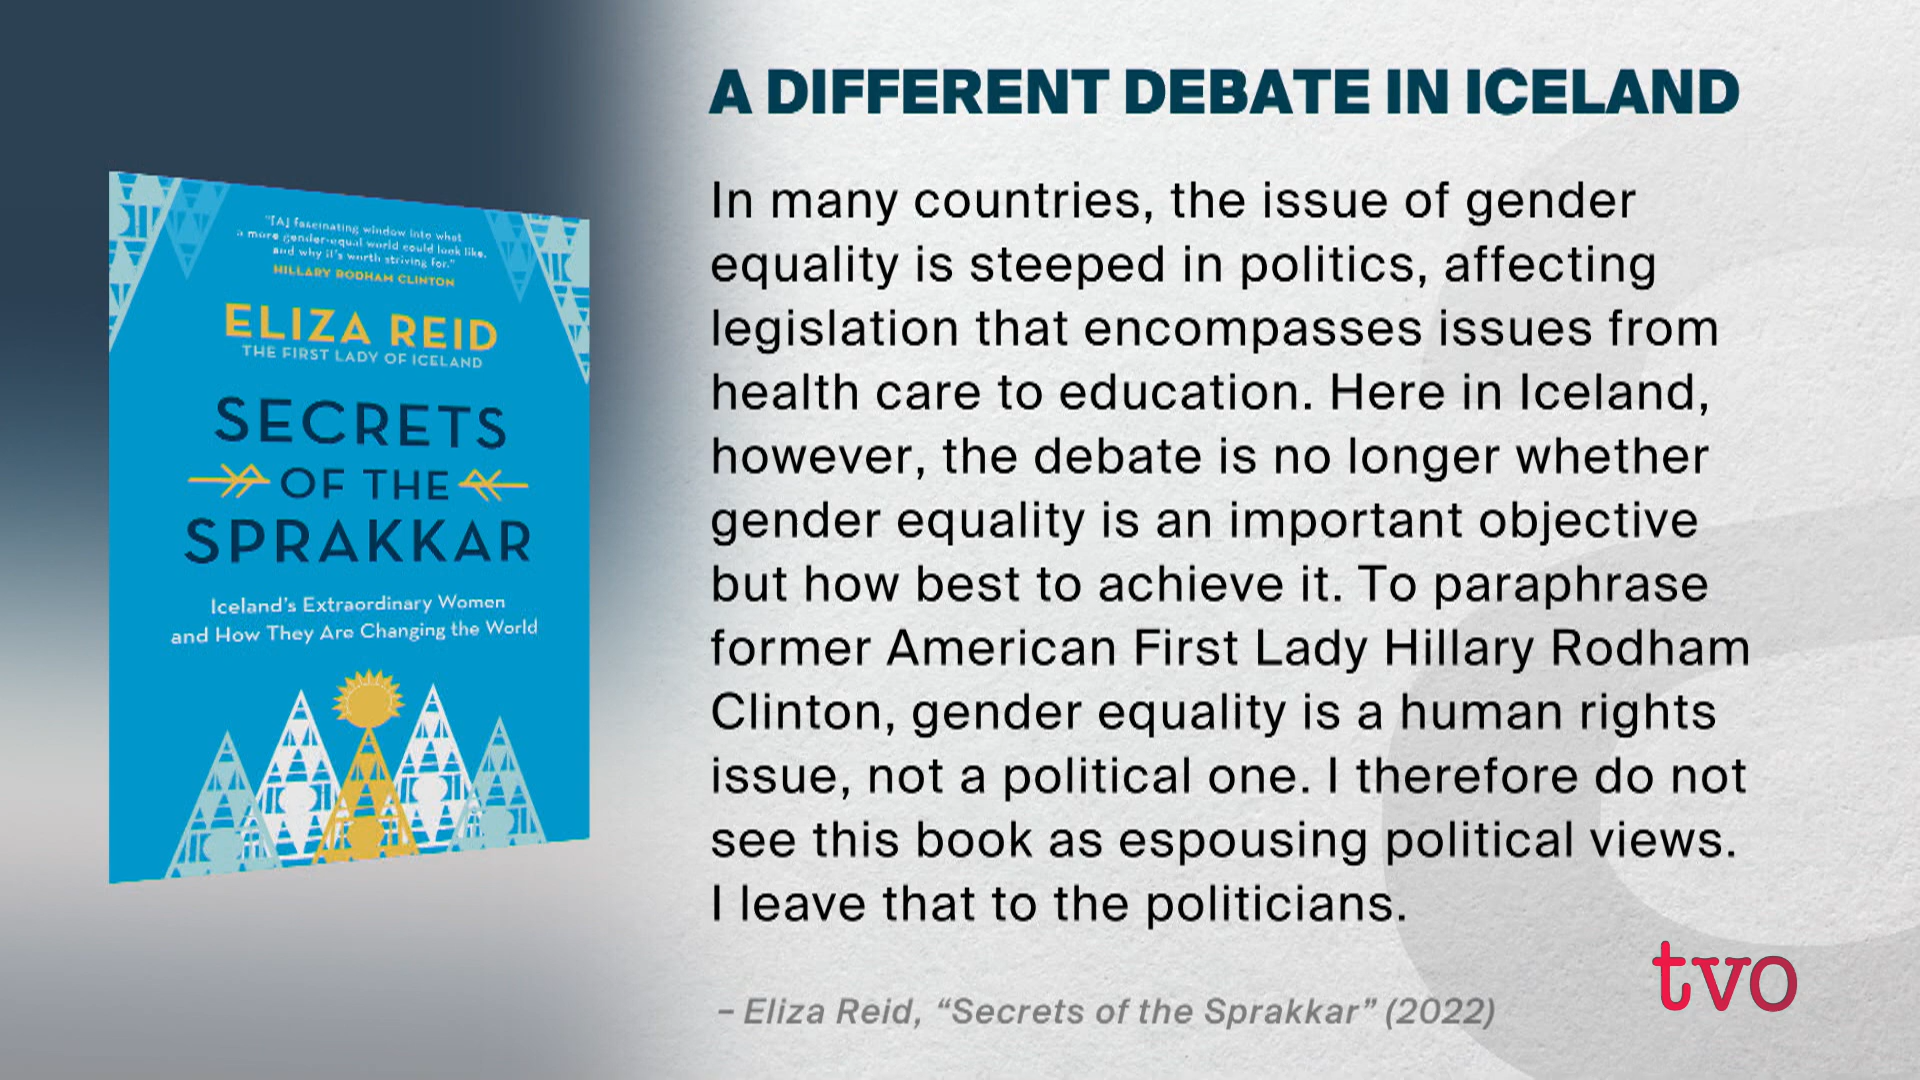 "[A] fascinating window into what
a more gender-equal world could look like,
and why it's worth striving for."
HILLARY RODHAM CLINTON
ELIZA REID
THE FIRST LADY OF ICELAND
SECRETS
OF THE
SPRAKKAR
Iceland's Extraordinary Women
and How They Are Changing the World
A DIFFERENT DEBATE IN ICELAND
In many countries, the issue of gender
equality is steeped in politics, affecting
legislation that encompasses issues from
health care to education. Here in Iceland,
however, the debate is no longer whether
gender equality is an important objective
but how best to achieve it. To paraphrase
former American First Lady Hillary Rodham
Clinton, gender equality is a human rights
issue, not a political one. I therefore do not
see this book as espousing political views.
I leave that to the politicians.
– Eliza Reid, “Secrets of the Sprakkar” (2022)
tvo